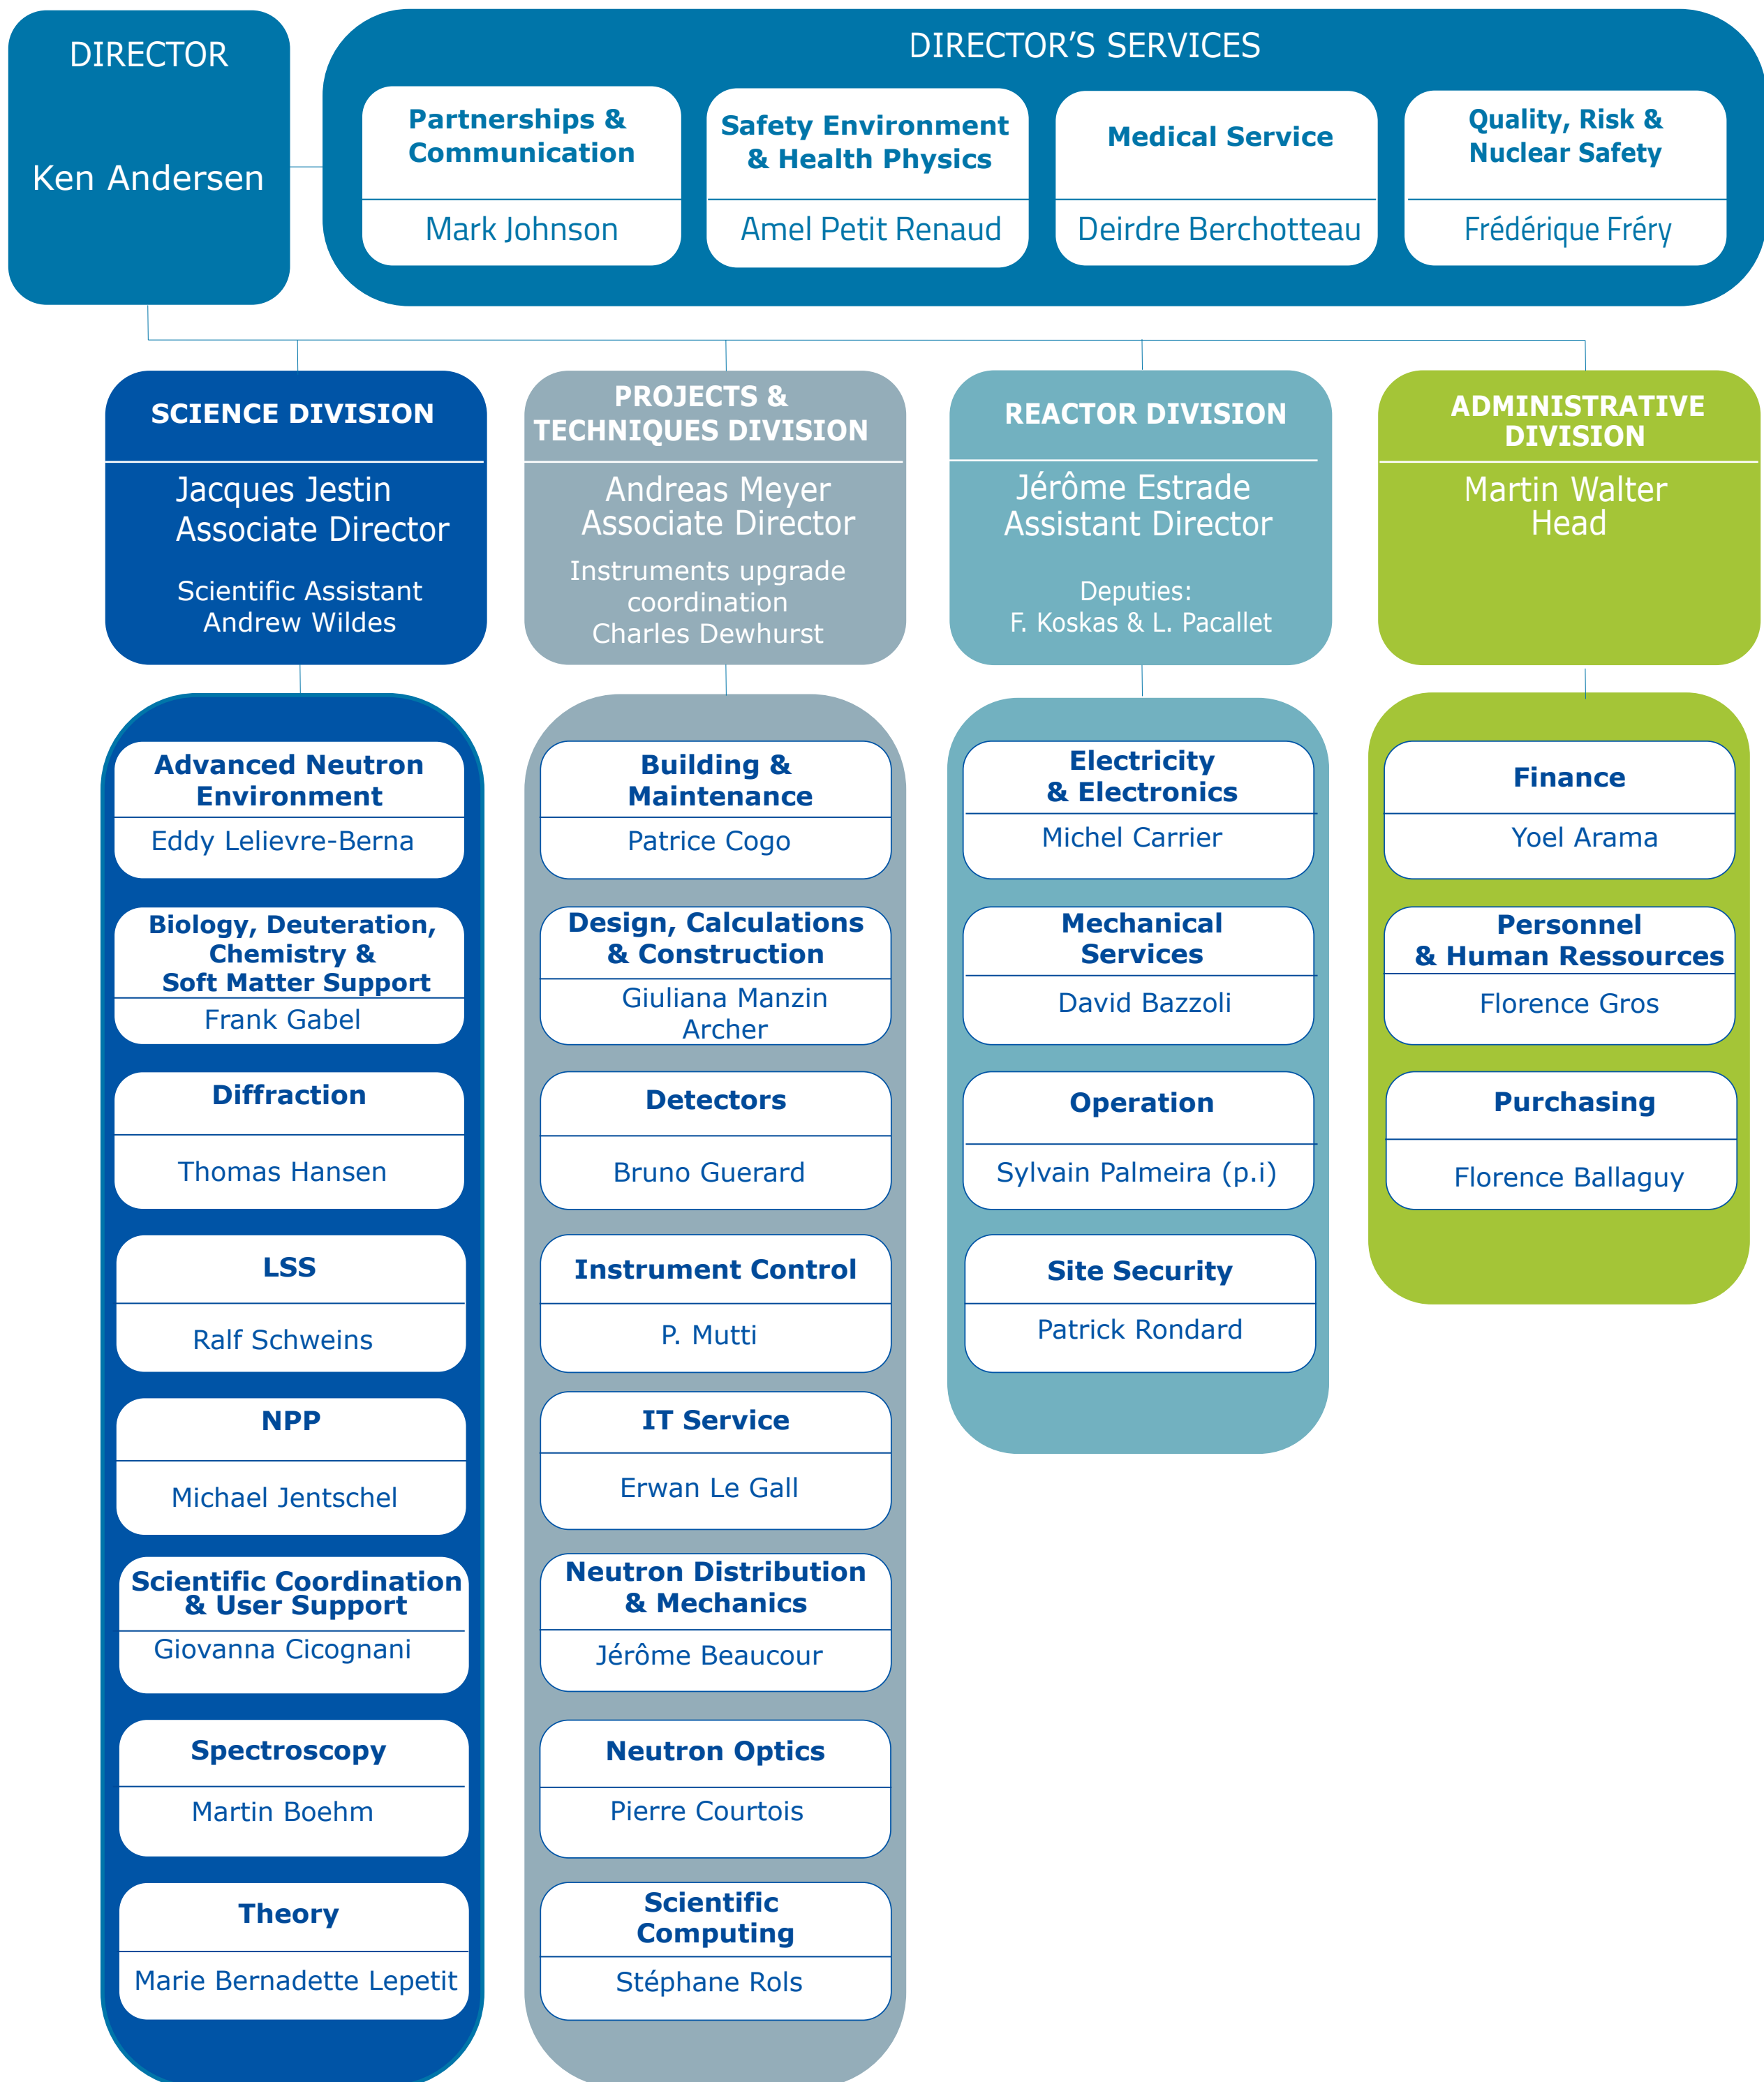 DIRECTOR
Ken Andersen
DIRECTOR'S SERVICES
Partnerships &
Communication
Mark Johnson
Safety Environment
& Health Physics
Amel Petit Renaud
Medical Service
Deirdre Berchotteau
Quality, Risk &
Nuclear Safety
Frédérique Fréry
SCIENCE DIVISION
Jacques Jestin
Associate Director
Scientific Assistant
Andrew Wildes
PROJECTS &
TECHNIQUES DIVISION
Andreas Meyer
Associate Director
Instruments upgrade
coordination
Charles Dewhurst
REACTOR DIVISION
Jérôme Estrade
Assistant Director
Deputies:
F. Koskas & L. Pacallet
ADMINISTRATIVE
DIVISION
Martin Walter
Head
Advanced Neutron
Environment
Eddy Lelievre-Berna
Biology, Deuteration,
Chemistry &
Soft Matter Support
Frank Gabel
Diffraction
Thomas Hansen
LSS
Ralf Schweins
NPP
Michael Jentschel
Scientific Coordination
& User Support
Giovanna Cicognani
Spectroscopy
Martin Boehm
Theory
Marie Bernadette Lepetit
Building &
Maintenance
Patrice Cogo
Design, Calculations
& Construction
Giuliana Manzin
Archer
Detectors
Bruno Guerard
Instrument Control
P. Mutti
IT Service
Erwan Le Gall
Neutron Distribution
& Mechanics
Jérôme Beaucour
Neutron Optics
Pierre Courtois
Scientific
Computing
Stéphane Rols
Electricity
& Electronics
Michel Carrier
Mechanical
Services
David Bazzoli
Operation
Sylvain Palmeira (p.i)
Site Security
Patrick Rondard
Finance
Yoel Arama
Personnel
& Human Ressources
Florence Gros
Purchasing
Florence Ballaguy